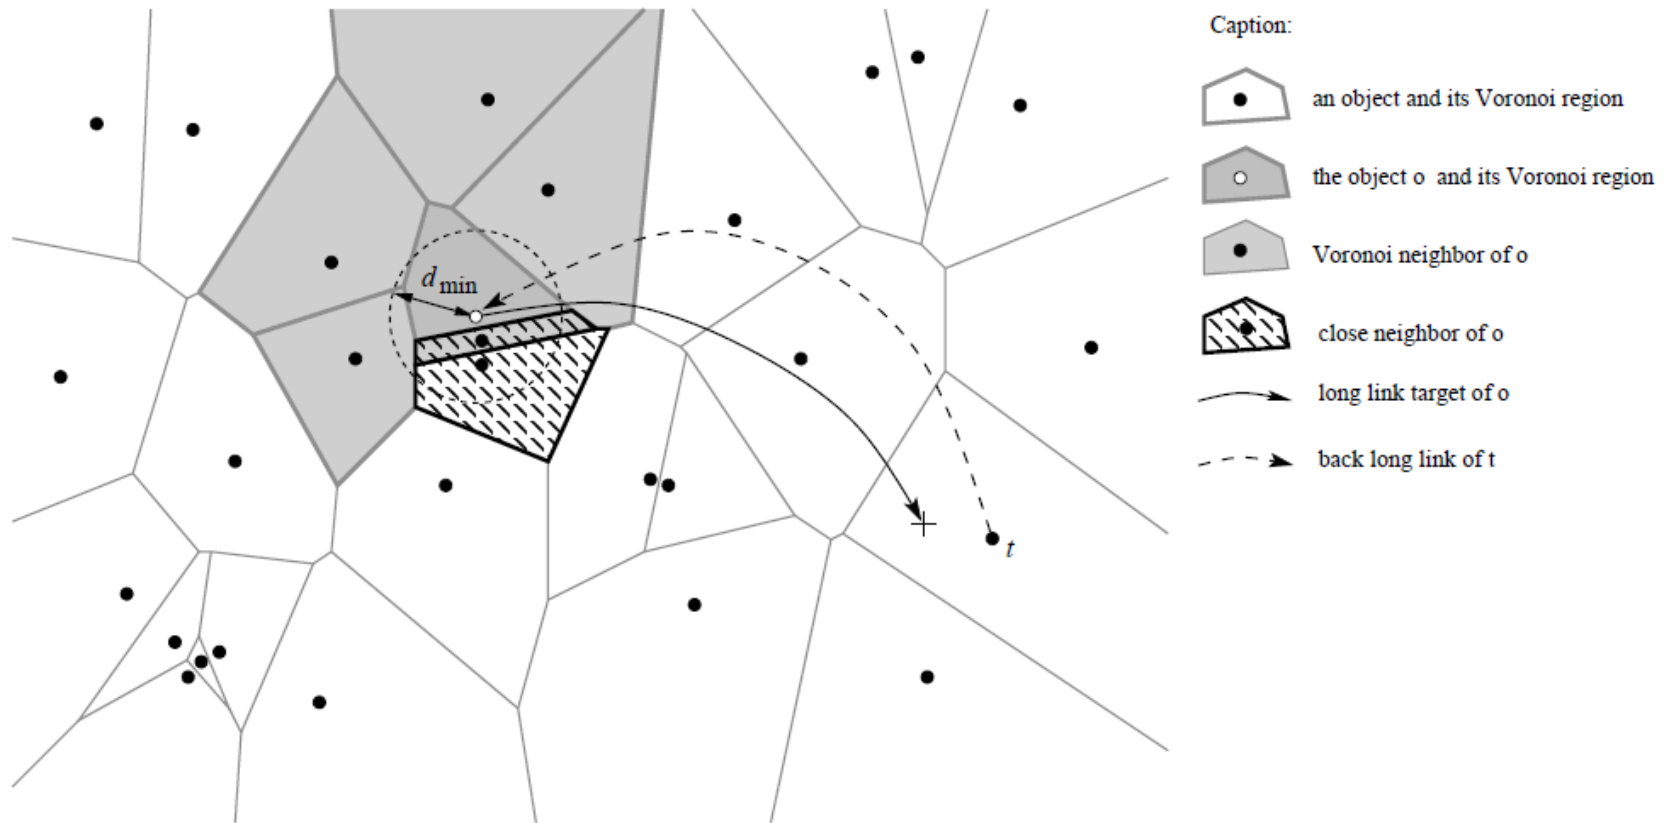 Caption:
an object and its Voronoi region
the object o and its Voronoi region
Voronoi neighbor of o
close neighbor of o
long link target of o
back long link of t
d min
t